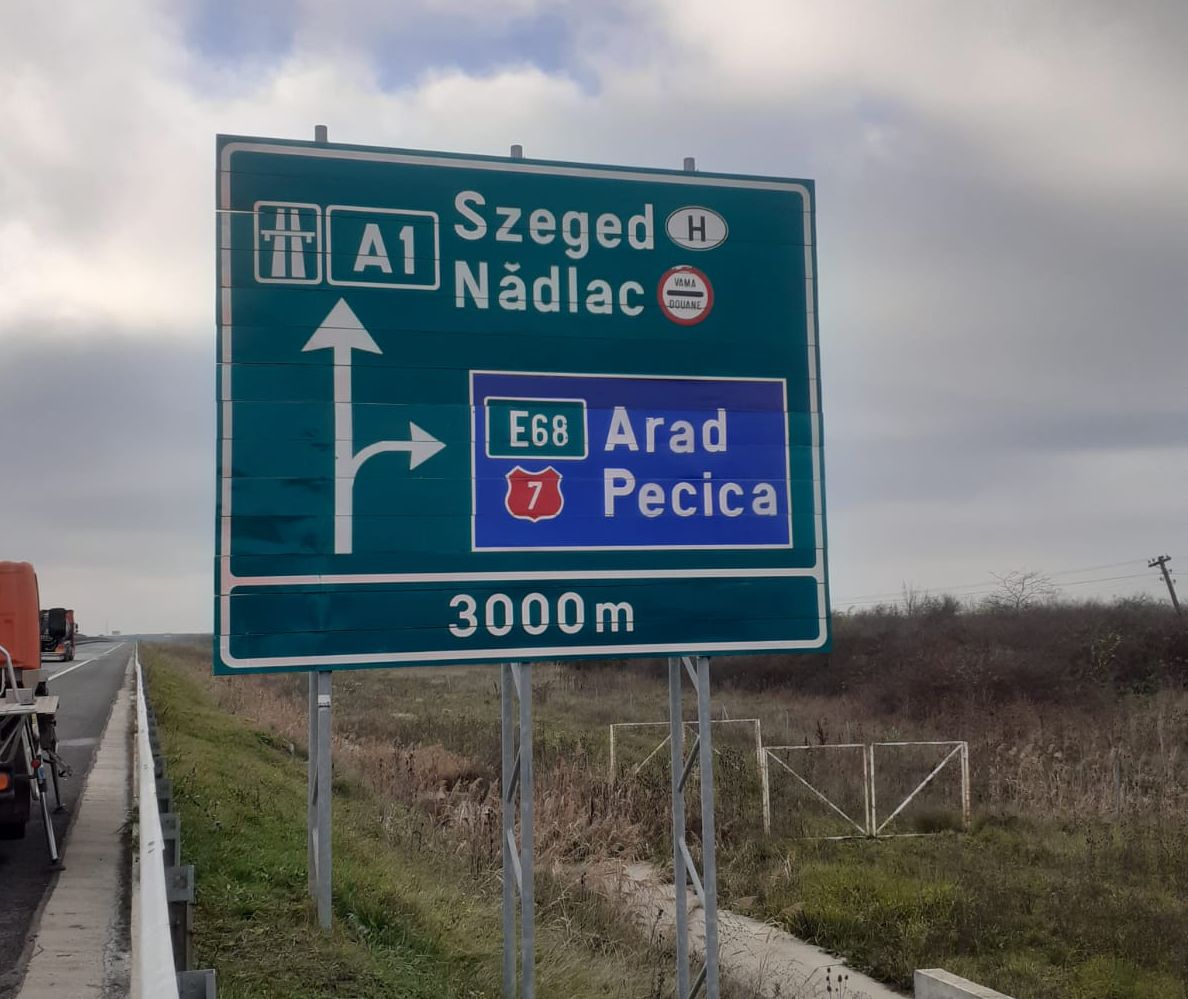 A1 Szeged H
Nădlac VAMA
DOUANE
E68 Arad
7 Pecica
3000m